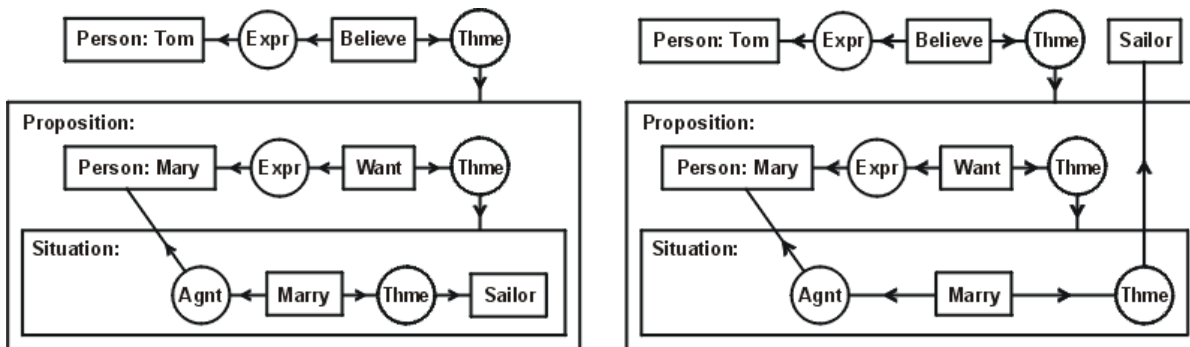 Person: Tom Expr Believe Thme
Proposition:
Person: Mary Expr Want Thme
Situation:
Agnt Marry Thme Sailor
Person: Tom Expr Believe Thme Sailor
Proposition:
Person: Mary Expr Want Thme
Situation:
Agnt Marry Thme